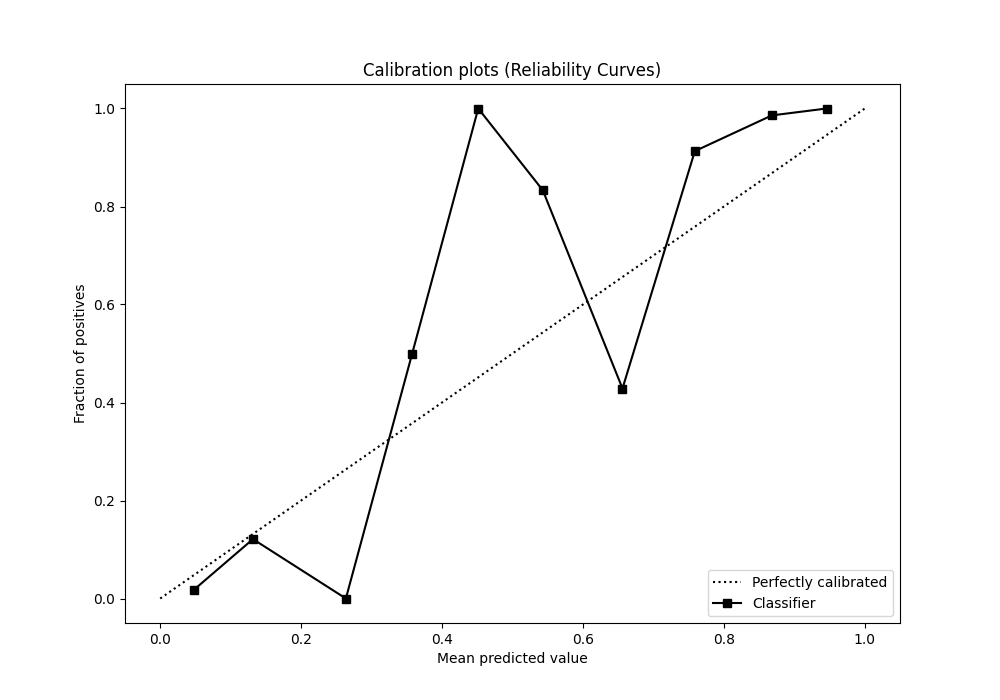 Calibration plots (Reliability Curves)
1.0
0.8
0.6
0.4
0.2
0.0
Fraction of positives
0.0 0.2 0.4 0.6 0.8 1.0
Mean predicted value
Perfectly calibrated
Classifier